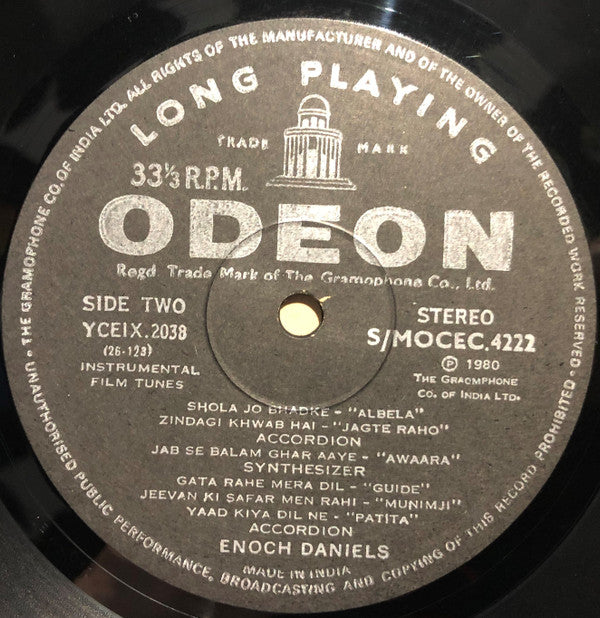 THE GRAMOPHONE CO. OF INDIA LTD. ALL RIGHTS OF THE MANUFACTURER AND OF THE OWNER OF THE RECORDED WORK RESERVED •
UNAUTHORISED PUBLIC PERFORMANCE, BROADCASTING AND COPYING OF THIS RECORD PROHIBITED •
LONG PLAYING
TRADE MARK
33⅓ R.P.M.
ODEON
Regd. Trade Mark of The Gramophone Co., Ltd.
SIDE TWO
YCEIX.2038
(26-123)
INSTRUMENTAL
FILM TUNES
STEREO
S/MOCEC.4222
Ⓟ 1980
THE GRAOMPHONE
CO. OF INDIA LTD.
SHOLA JO BHADKE - "ALBELA"
ZINDAGI KHWAB HAI - "JAGTE RAHO"
ACCORDION
JAB SE BALAM GHAR AAYE - "AWAARA"
SYNTHESIZER
GATA RAHE MERA DIL - "GUIDE"
JEEVAN KI SAFAR MEN RAHI - "MUNIMJI"
YAAD KIYA DIL NE - "PATITA"
ACCORDION
ENOCH DANIELS
MADE IN INDIA